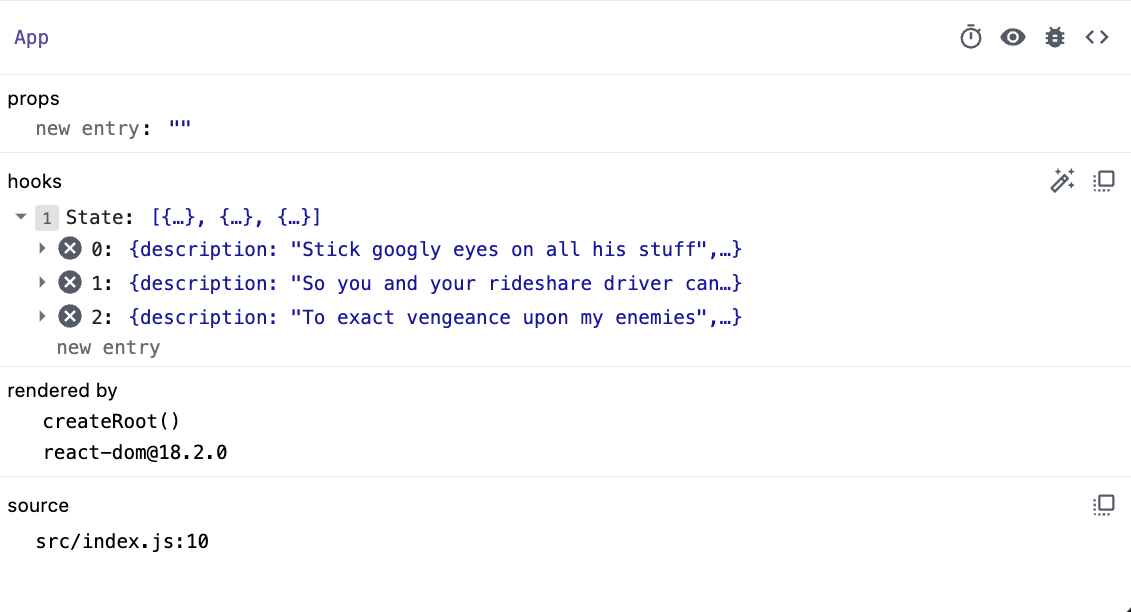 App
props
new entry: ""
hooks
1 State: [{…}, {…}, {…}]
0: {description: "Stick googly eyes on all his stuff",…}
1: {description: "So you and your rideshare driver can…}
2: {description: "To exact vengeance upon my enemies",…}
new entry
rendered by
createRoot()
react-dom@18.2.0
source
src/index.js:10